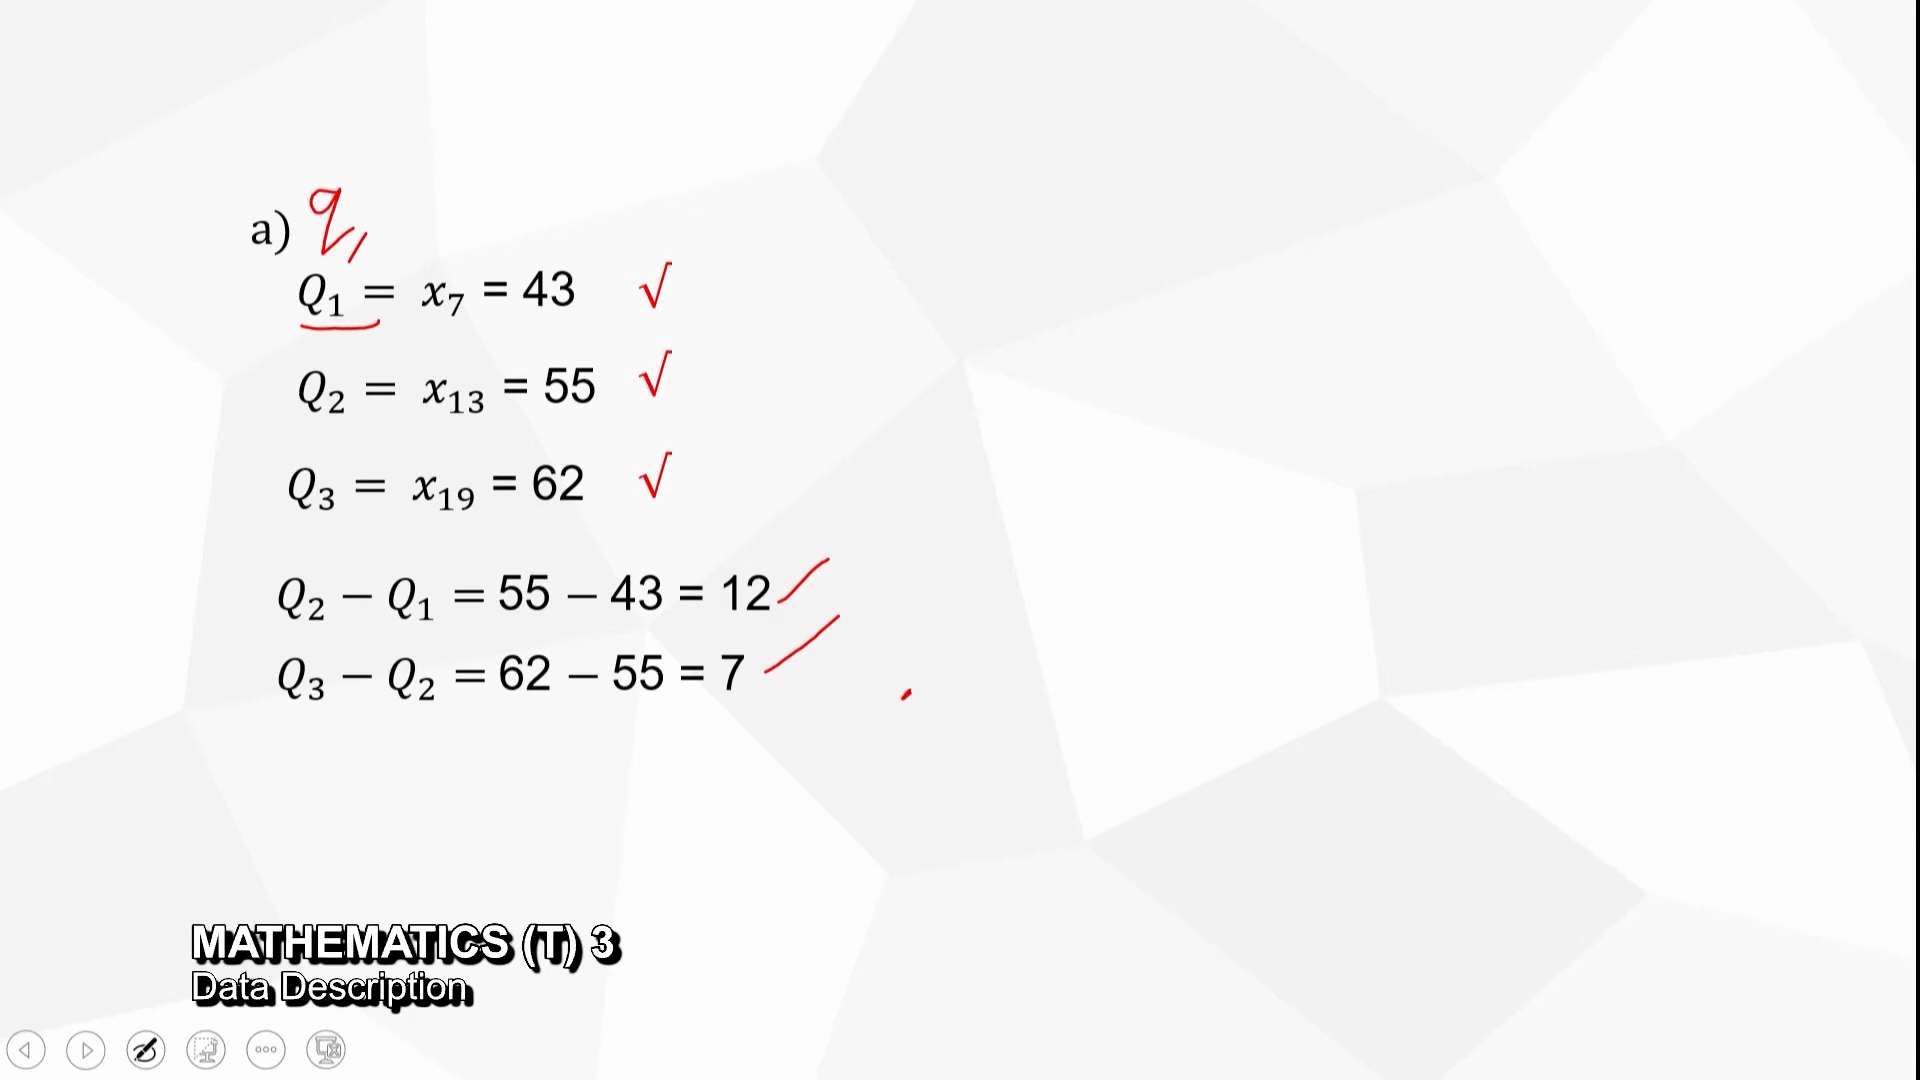 a) q₁
Q₁ = x₇ = 43 √
Q₂ = x₁₃ = 55 √
Q₃ = x₁₉ = 62 √
Q₂ − Q₁ = 55 − 43 = 12
Q₃ − Q₂ = 62 − 55 = 7
MATHEMATICS (T) 3
Data Description